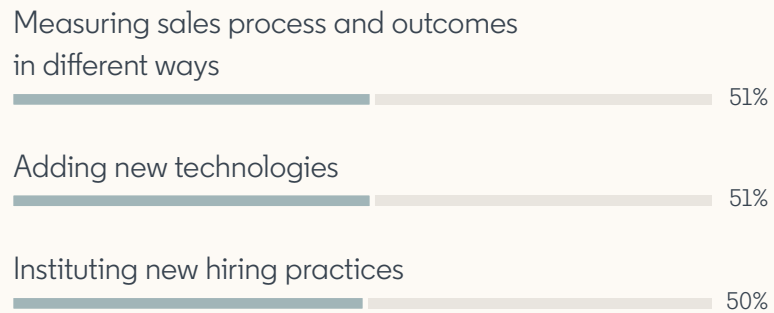 Measuring sales process and outcomes
in different ways
51%
Adding new technologies
51%
Instituting new hiring practices
50%